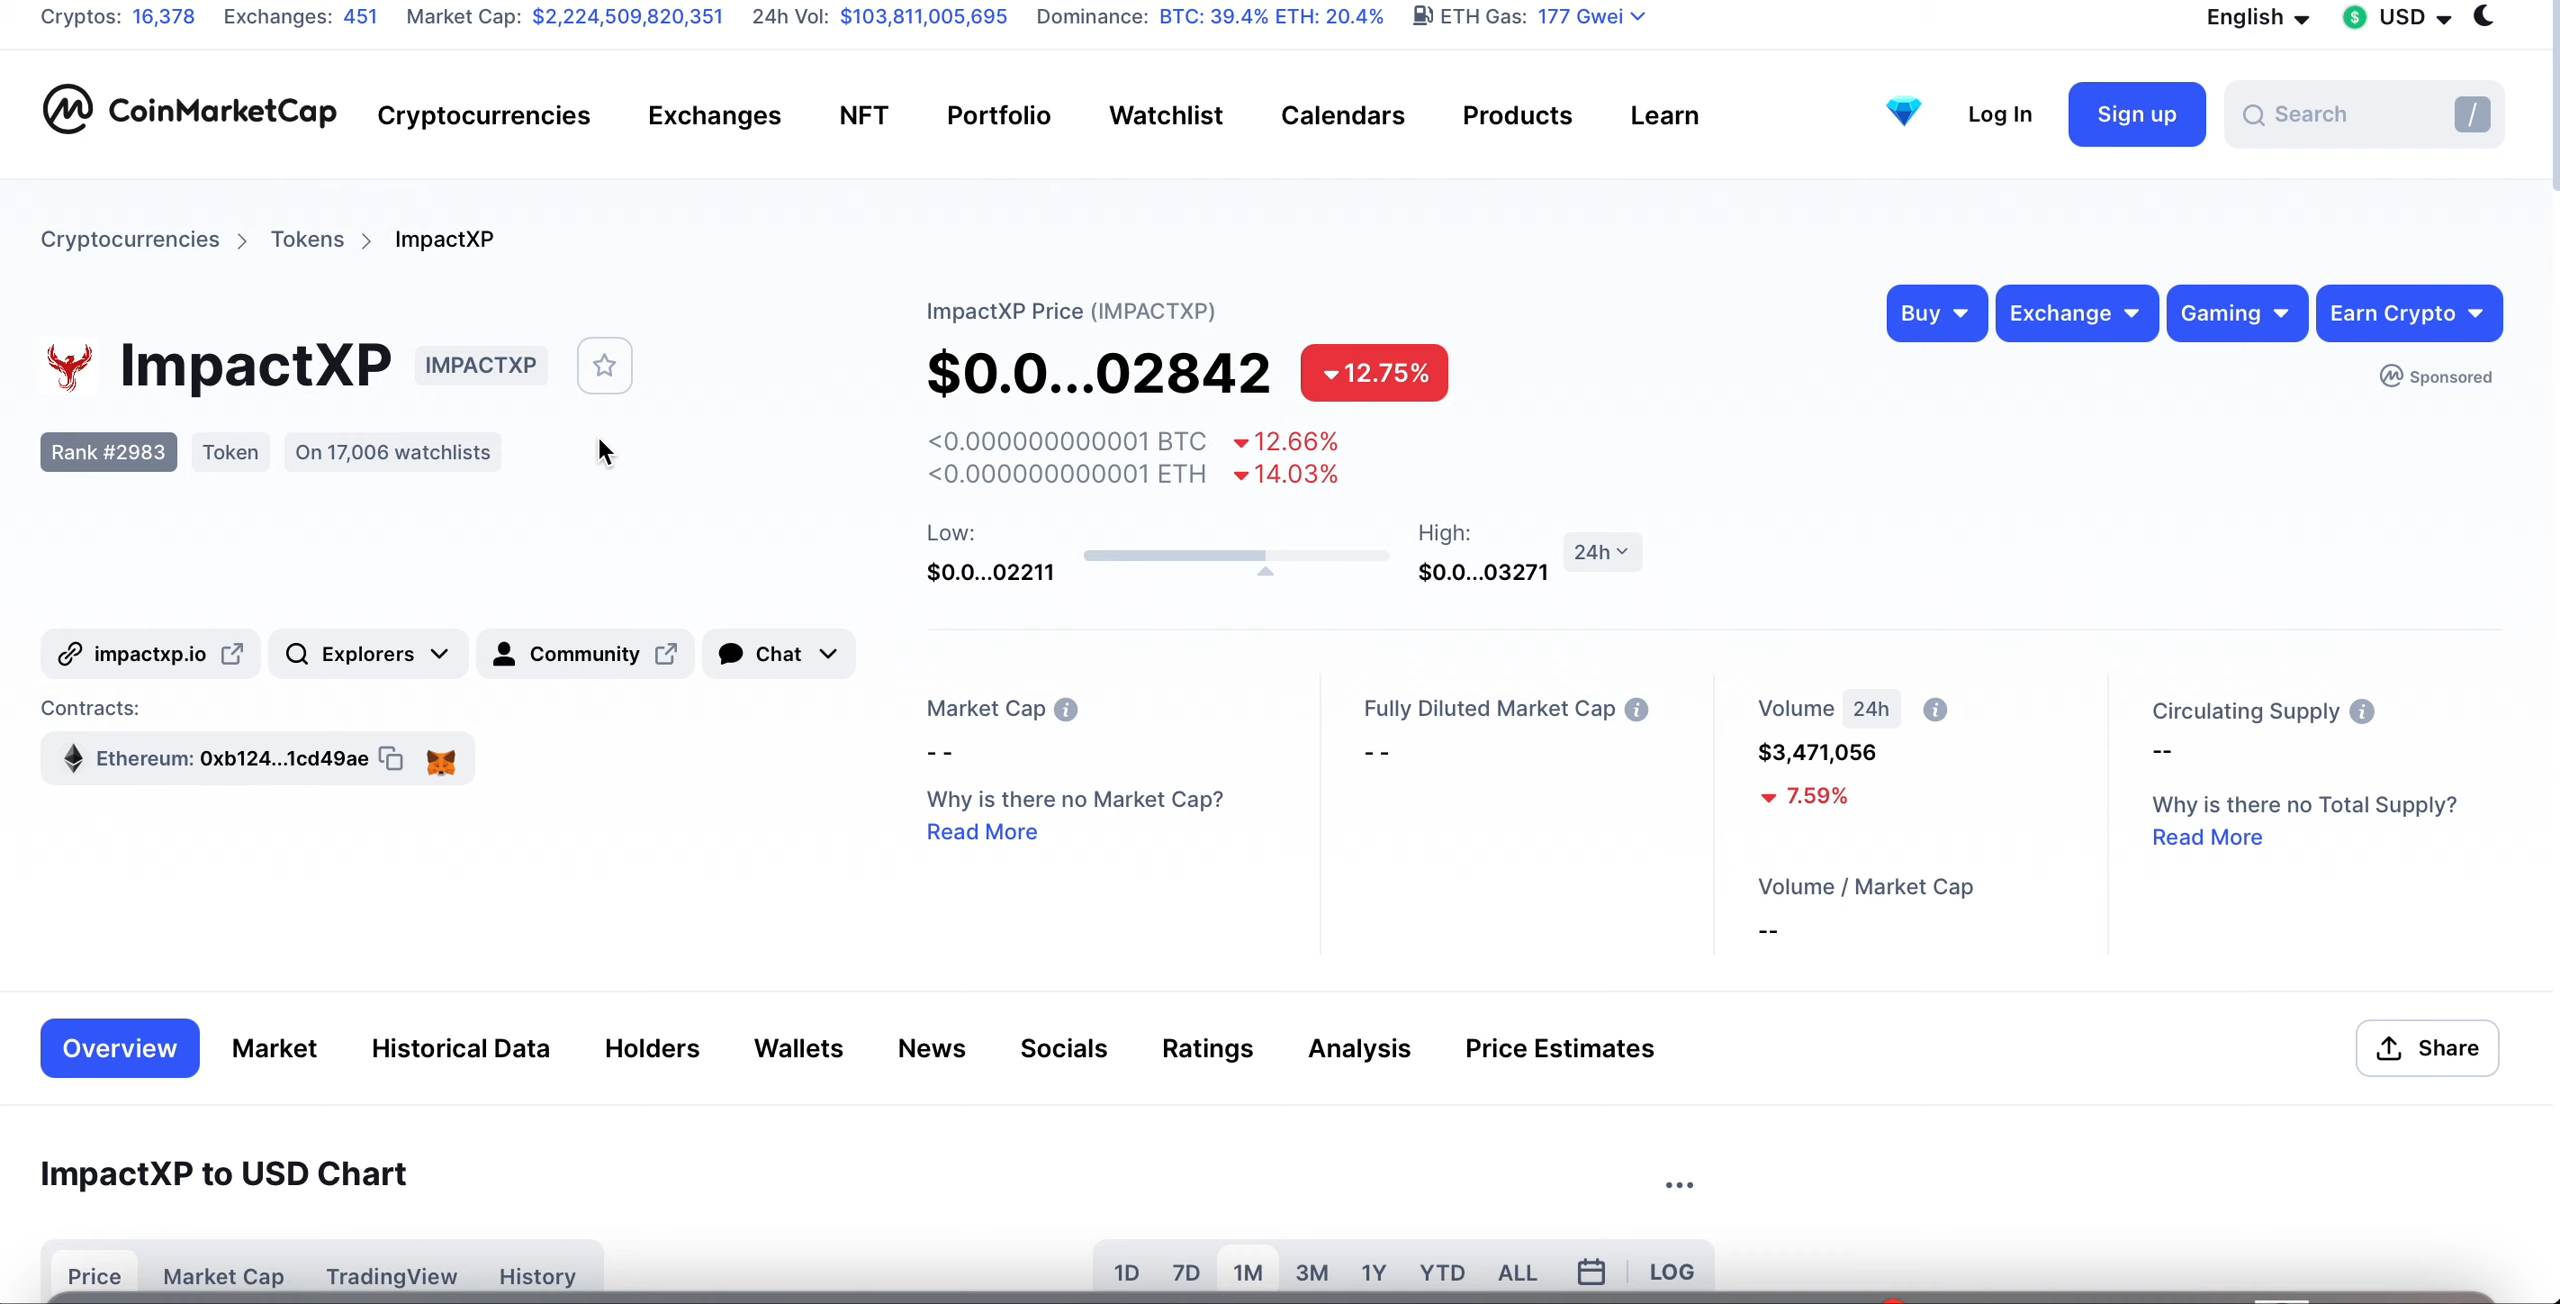 Cryptos: 16,378 Exchanges: 451 Market Cap: $2,224,509,820,351 24h Vol: $103,811,005,695 Dominance: BTC: 39.4% ETH: 20.4% ETH Gas: 177 Gwei English $ USD
CoinMarketCap Cryptocurrencies Exchanges NFT Portfolio Watchlist Calendars Products Learn Log In Sign up Search /
Cryptocurrencies > Tokens > ImpactXP
ImpactXP IMPACTXP
Rank #2983 Token On 17,006 watchlists
impactxp.io Explorers Community Chat
Contracts:
Ethereum: 0xb124...1cd49ae
ImpactXP Price (IMPACTXP)
$0.0...02842 12.75%
<0.000000000001 BTC 12.66%
<0.000000000001 ETH 14.03%
Low:
$0.0...02211
High:
$0.0...03271
24h
Buy Exchange Gaming Earn Crypto
Sponsored
Market Cap i
- -
Why is there no Market Cap?
Read More
Fully Diluted Market Cap i
- -
Volume 24h i
$3,471,056
7.59%
Volume / Market Cap
--
Circulating Supply i
--
Why is there no Total Supply?
Read More
Overview Market Historical Data Holders Wallets News Socials Ratings Analysis Price Estimates Share
ImpactXP to USD Chart
Price Market Cap TradingView History 1D 7D 1M 3M 1Y YTD ALL LOG